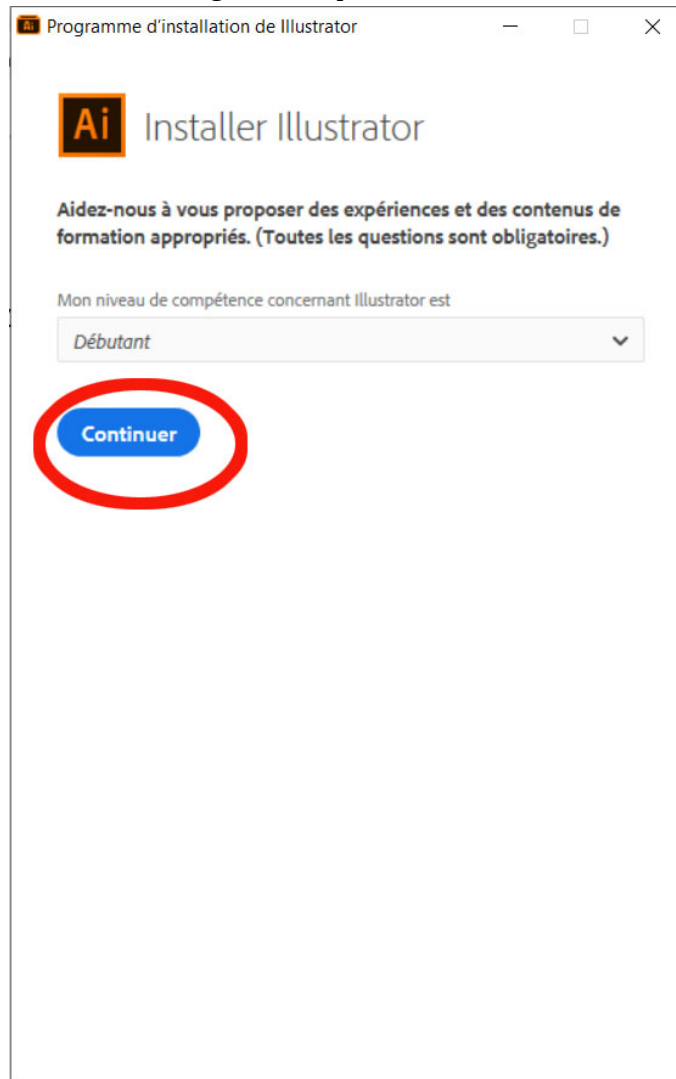 Programme d'installation de Illustrator
Ai Installer Illustrator
Aidez-nous à vous proposer des expériences et des contenus de
formation appropriés. (Toutes les questions sont obligatoires.)
Mon niveau de compétence concernant Illustrator est
Débutant
Continuer